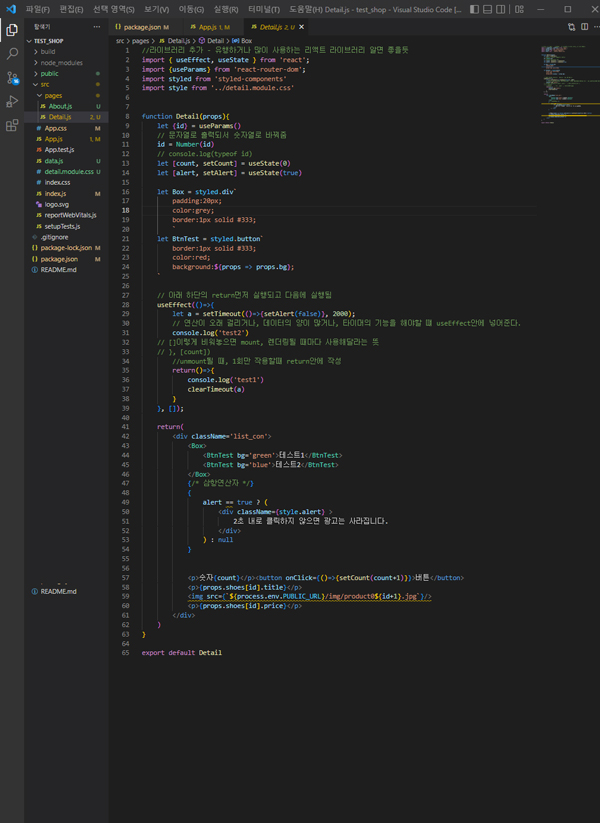 파일(F) 편집(E) 선택 영역(S) 보기(V) 이동(G) 실행(R) 터미널(T) 도움말(H) Detail.js - test_shop - Visual Studio Code [...
탐색기 ...
TEST_SHOP
build
node_modules
public
src
pages
About.js U
Detail.js 2, U
App.css M
App.js 1, M
App.test.js
data.js U
detail.module.css U
index.css
index.js M
logo.svg
reportWebVitals.js
setupTests.js
.gitignore
package-lock.json M
package.json M
README.md
README.md
package.json M App.js 1, M Detail.js 2, U
src > pages > Detail.js > Detail > Box
1 //라이브러리 추가 - 유행하거나 많이 사용하는 리액트 라이브러리 알면 좋을듯
2 import { useEffect, useState } from 'react';
3 import {useParams} from 'react-router-dom';
4 import styled from 'styled-components'
5 import style from '../detail.module.css'
6
7
8 function Detail(props){
9 let {id} = useParams()
10 // 문자열로 출력되서 숫자열로 바꿔줌
11 id = Number(id)
12 // console.log(typeof id)
13 let [count, setCount] = useState(0)
14 let [alert, setAlert] = useState(true)
15
16 let Box = styled.div`
17 padding:20px;
18 color:grey;
19 border:1px solid #333;
20 `
21 let BtnTest = styled.button`
22 border:1px solid #333;
23 color:red;
24 background:${props => props.bg};
25 `
26
27 // 아래 하단의 return먼저 실행되고 다음에 실행됨
28 useEffect(()=>{
29 let a = setTimeout(()=>{setAlert(false)}, 2000);
30 // 연산이 오래 걸리거나, 데이터의 양이 많거나, 타이머의 기능을 해야할 때 useEffect안에 넣어준다.
31 console.log('test2')
32 // []이렇게 비워놓으면 mount, 렌더링될 때마다 사용해달라는 뜻
33 // }, [count])
34 //unmount될 때, 1회만 작용할때 return안에 작성
35 return()=>{
36 console.log('test1')
37 clearTimeout(a)
38 }
39 }, []);
40
41 return(
42 <div className='list_con'>
43 <Box>
44 <BtnTest bg='green'>테스트1</BtnTest>
45 <BtnTest bg='blue'>테스트2</BtnTest>
46 </Box>
47 {/* 삼항연산자 */}
48 {
49 alert == true ? (
50 <div className={style.alert} >
51 2초 내로 클릭하지 않으면 광고는 사라집니다.
52 </div>
53 ) : null
54 }
55
56
57 <p>숫자{count}</p><button onClick={()=>{setCount(count+1)}}>버튼</button>
58 <p>{props.shoes[id].title}</p>
59 <img src={`${process.env.PUBLIC_URL}/img/product0${id+1}.jpg`}/>
60 <p>{props.shoes[id].price}</p>
61 </div>
62 )
63 }
64
65 export default Detail